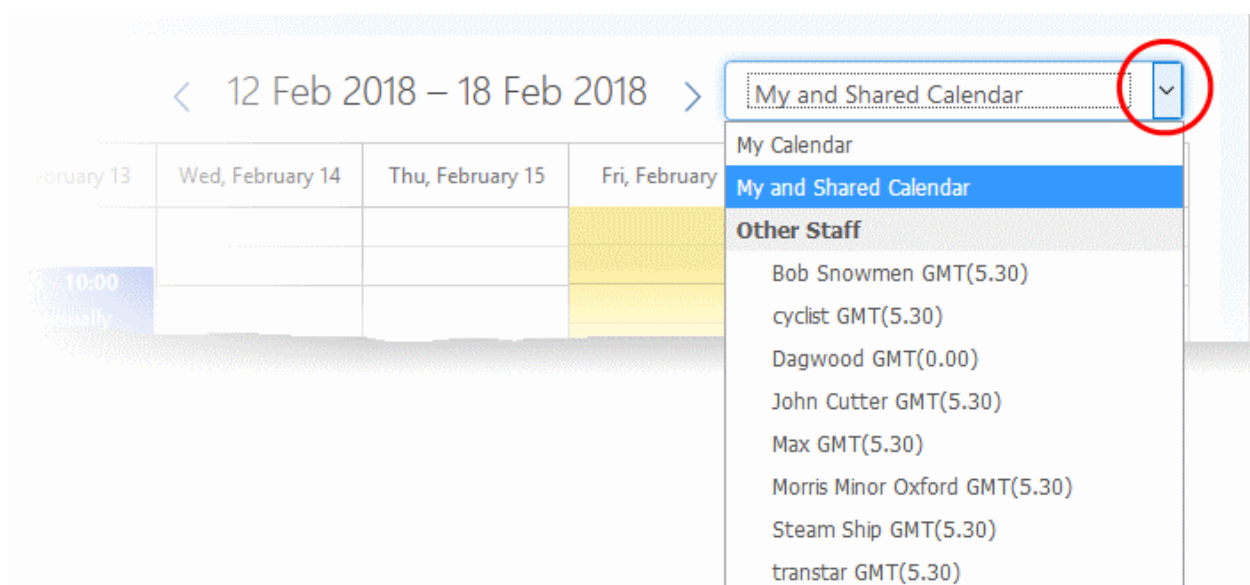 12 Feb 2018 – 18 Feb 2018
My and Shared Calendar
My Calendar
My and Shared Calendar
Other Staff
Bob Snowmen GMT(5.30)
cyclist GMT(5.30)
Dagwood GMT(0.00)
John Cutter GMT(5.30)
Max GMT(5.30)
Morris Minor Oxford GMT(5.30)
Steam Ship GMT(5.30)
transtar GMT(5.30)
13 Wed, February 14 Thu, February 15 Fri, February
10:00